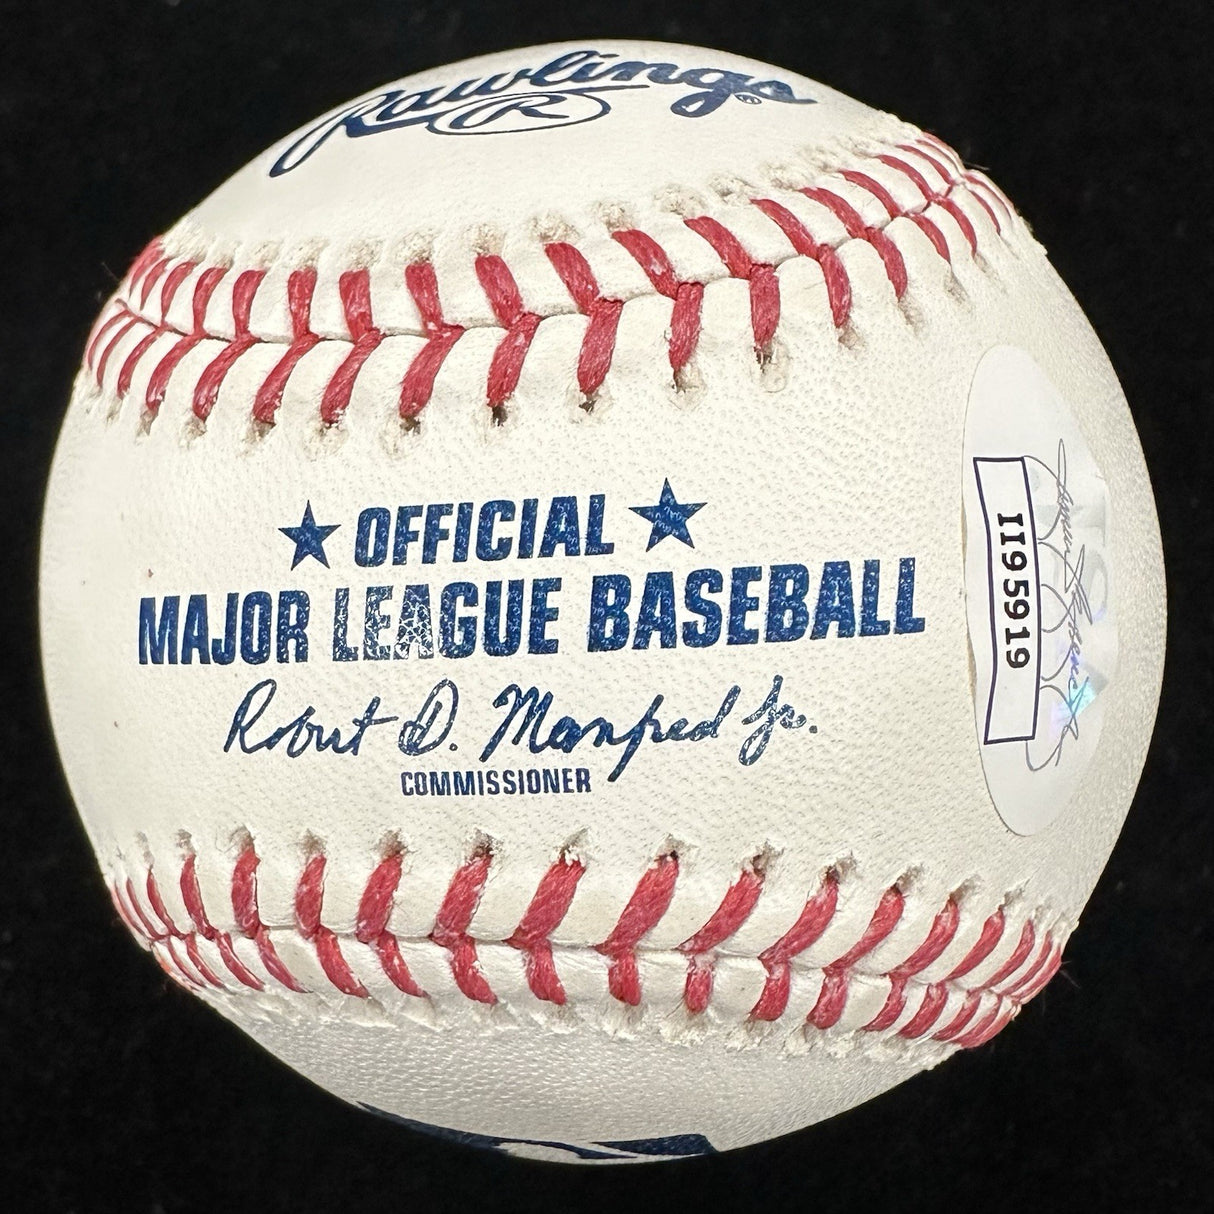 Rawlings
R
OFFICIAL
MAJOR LEAGUE BASEBALL
Robert D. Manfred Jr.
COMMISSIONER
II95919